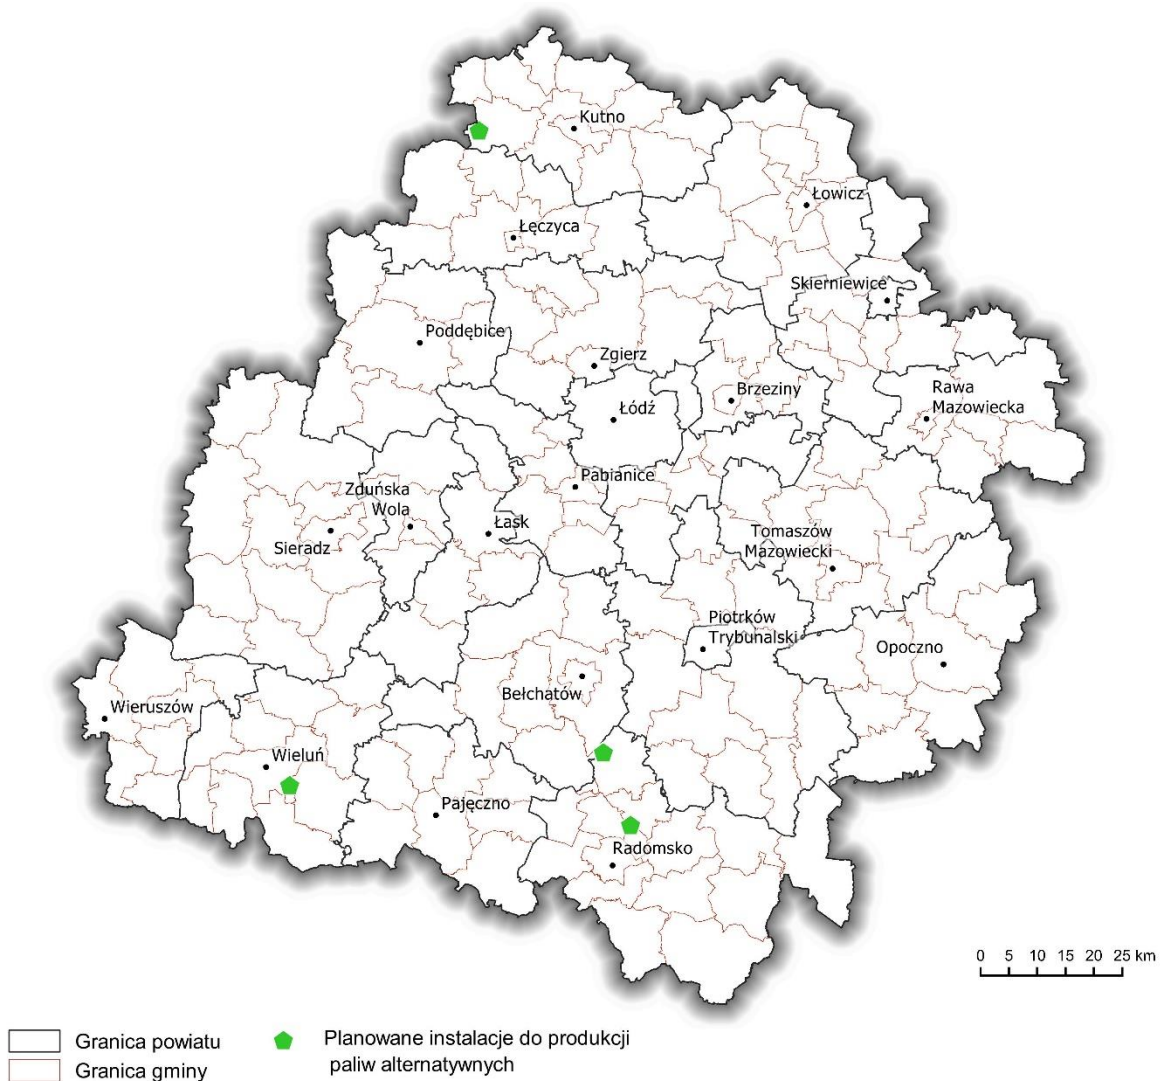 Kutno
Łowicz
Łęczyca
Skierniewice
Poddębice
Zgierz
Brzeziny
Rawa
Mazowiecka
Łódź
Pabianice
Zduńska
Wola
Łask
Sieradz
Tomaszów
Mazowiecki
Piotrków
Trybunalski
Opoczno
Bełchatów
Wieruszów
Wieluń
Pajęczno
Radomsko
0 5 10 15 20 25 km
Granica powiatu
Granica gminy
Planowane instalacje do produkcji
paliw alternatywnych